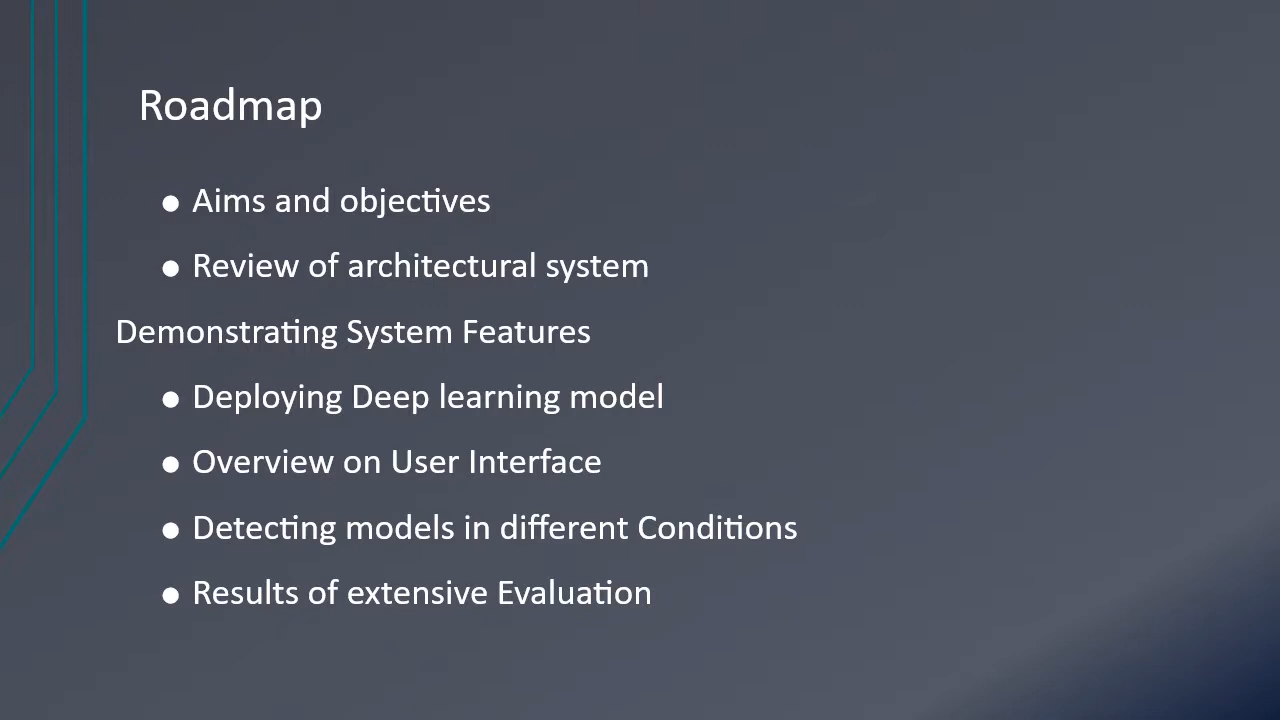 Roadmap
● Aims and objectives
● Review of architectural system
Demonstrating System Features
● Deploying Deep learning model
● Overview on User Interface
● Detecting models in different Conditions
● Results of extensive Evaluation